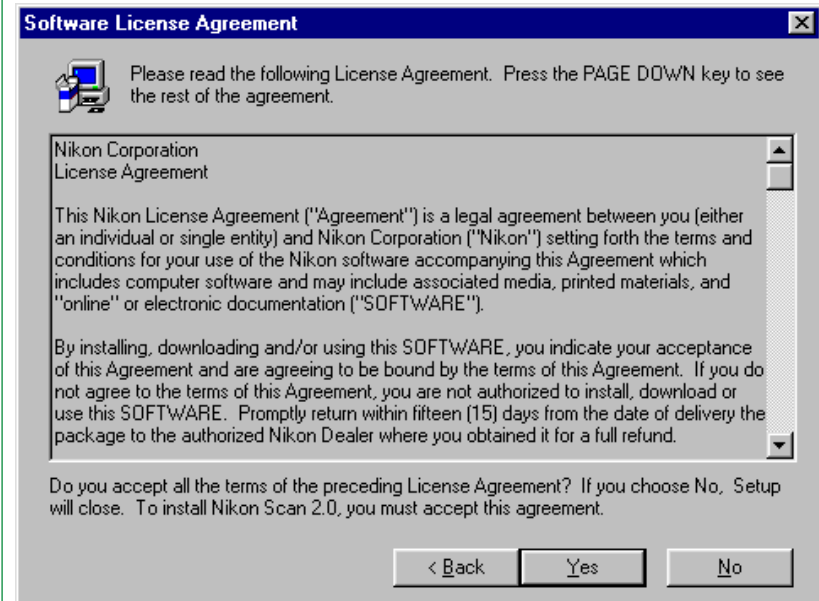 Software License Agreement
Please read the following License Agreement. Press the PAGE DOWN key to see
the rest of the agreement.
Nikon Corporation
License Agreement
This Nikon License Agreement ("Agreement") is a legal agreement between you (either
an individual or single entity) and Nikon Corporation ("Nikon") setting forth the terms and
conditions for your use of the Nikon software accompanying this Agreement which
includes computer software and may include associated media, printed materials, and
"online" or electronic documentation ("SOFTWARE").
By installing, downloading and/or using this SOFTWARE, you indicate your acceptance
of this Agreement and are agreeing to be bound by the terms of this Agreement. If you do
not agree to the terms of this Agreement, you are not authorized to install, download or
use this SOFTWARE. Promptly return within fifteen (15) days from the date of delivery the
package to the authorized Nikon Dealer where you obtained it for a full refund.
Do you accept all the terms of the preceding License Agreement? If you choose No, Setup
will close. To install Nikon Scan 2.0, you must accept this agreement.
< Back Yes No